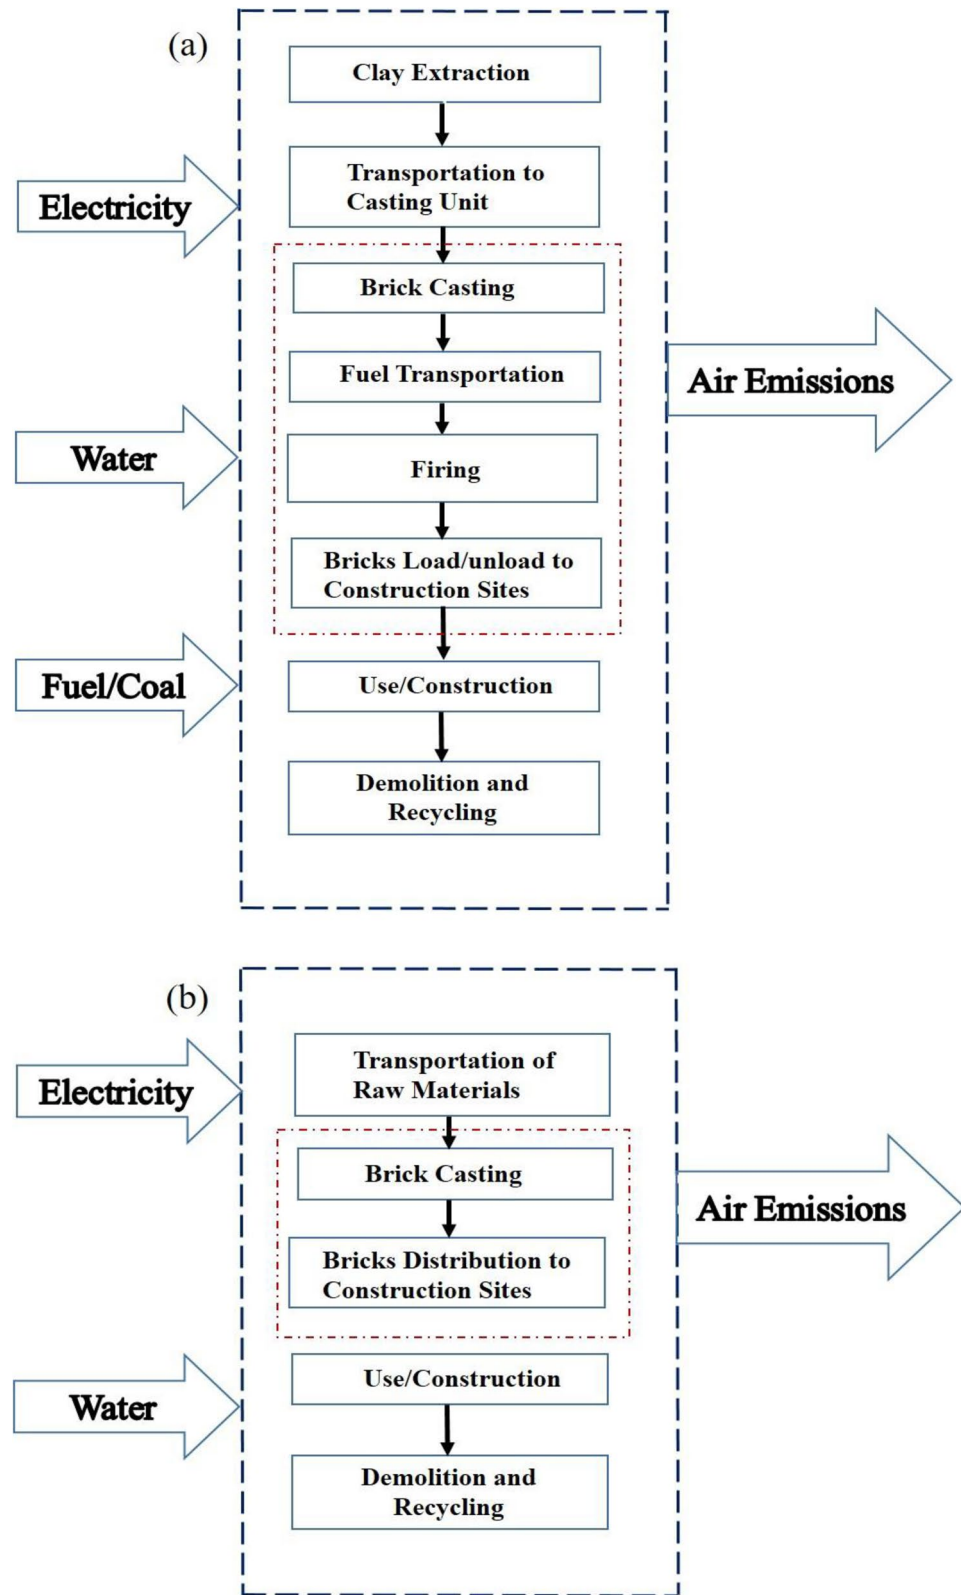 (a)
Clay Extraction
Transportation to
Casting Unit
Electricity
Brick Casting
Fuel Transportation
Air Emissions
Water
Firing
Bricks Load/unload to
Construction Sites
Fuel/Coal
Use/Construction
Demolition and
Recycling
(b)
Transportation of
Raw Materials
Electricity
Brick Casting
Air Emissions
Bricks Distribution to
Construction Sites
Use/Construction
Water
Demolition and
Recycling